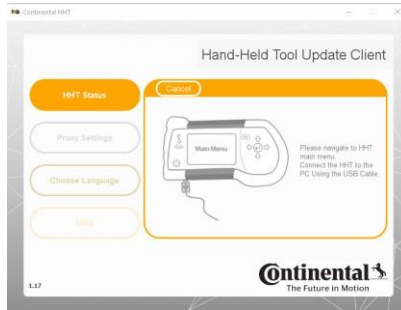 Continental HHT
Hand-Held Tool Update Client
HHT Status
Cancel
Proxy Settings
Main Menu
Please navigate to HHT
main menu.
Connect the HHT to the
PC Using the USB Cable.
Choose Language
Continental
The Future in Motion
1.17